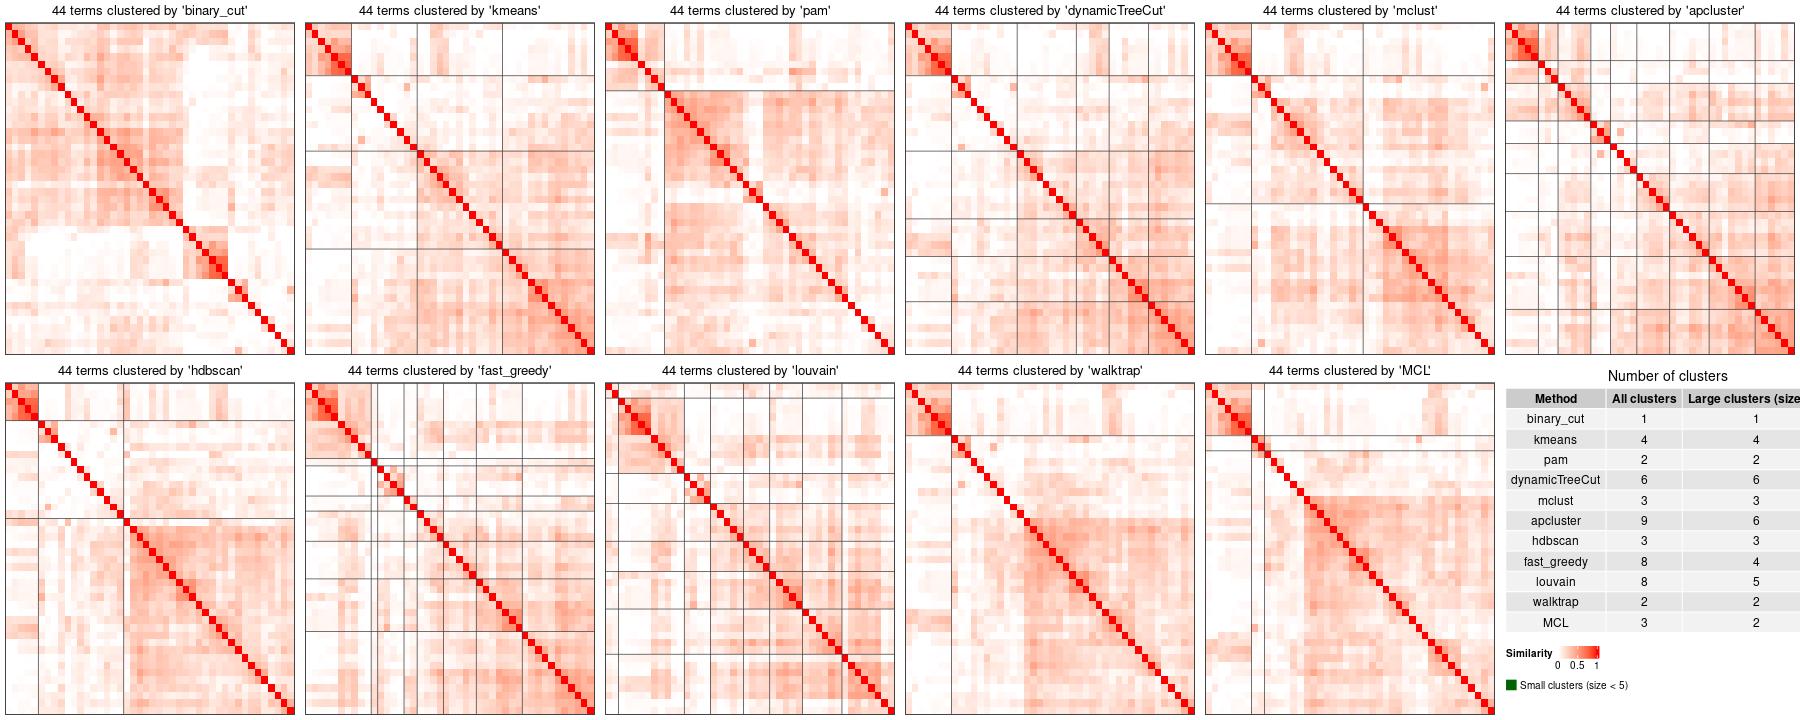 44 terms clustered by 'binary_cut'
44 terms clustered by 'kmeans'
44 terms clustered by 'pam'
44 terms clustered by 'dynamicTreeCut'
44 terms clustered by 'mclust'
44 terms clustered by 'apcluster'
44 terms clustered by 'hdbscan'
44 terms clustered by 'fast_greedy'
44 terms clustered by 'louvain'
44 terms clustered by 'walktrap'
44 terms clustered by 'MCL'
Number of clusters
Method All clusters Large clusters (size
binary_cut 1 1
kmeans 4 4
pam 2 2
dynamicTreeCut 6 6
mclust 3 3
apcluster 9 6
hdbscan 3 3
fast_greedy 8 4
louvain 8 5
walktrap 2 2
MCL 3 2
Similarity
0 0.5 1
Small clusters (size < 5)